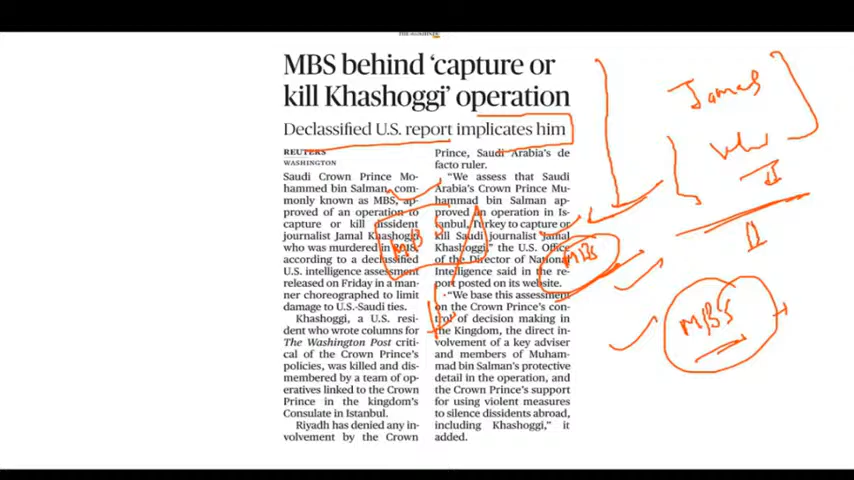 MBS behind ‘capture or
kill Khashoggi’ operation
Declassified U.S. report implicates him
REUTERS
WASHINGTON
Saudi Crown Prince Mo-
hammed bin Salman, com-
monly known as MBS, ap-
proved of an operation to
capture or kill dissident
journalist Jamal Khashoggi
who was murdered in 2018,
according to a declassified
U.S. intelligence assessment
released on Friday in a man-
ner choreographed to limit
damage to U.S.-Saudi ties.
Khashoggi, a U.S. resi-
dent who wrote columns for
The Washington Post criti-
cal of the Crown Prince’s
policies, was killed and dis-
membered by a team of op-
eratives linked to the Crown
Prince in the kingdom’s
Consulate in Istanbul.
Riyadh has denied any in-
volvement by the Crown
Prince, Saudi Arabia’s de
facto ruler.
“We assess that Saudi
Arabia’s Crown Prince Mu-
hammad bin Salman ap-
proved an operation in Is-
tanbul, Turkey to capture or
kill Saudi journalist Jamal
Khashoggi,” the U.S. Office
of the Director of National
Intelligence said in the re-
port posted on its website.
“We base this assessment
on the Crown Prince’s con-
trol of decision making in
the Kingdom, the direct in-
volvement of a key adviser
and members of Muham-
mad bin Salman’s protective
detail in the operation, and
the Crown Prince’s support
for using violent measures
to silence dissidents abroad,
including Khashoggi,” it
added.
MBS
MBS
Jamal
MBS